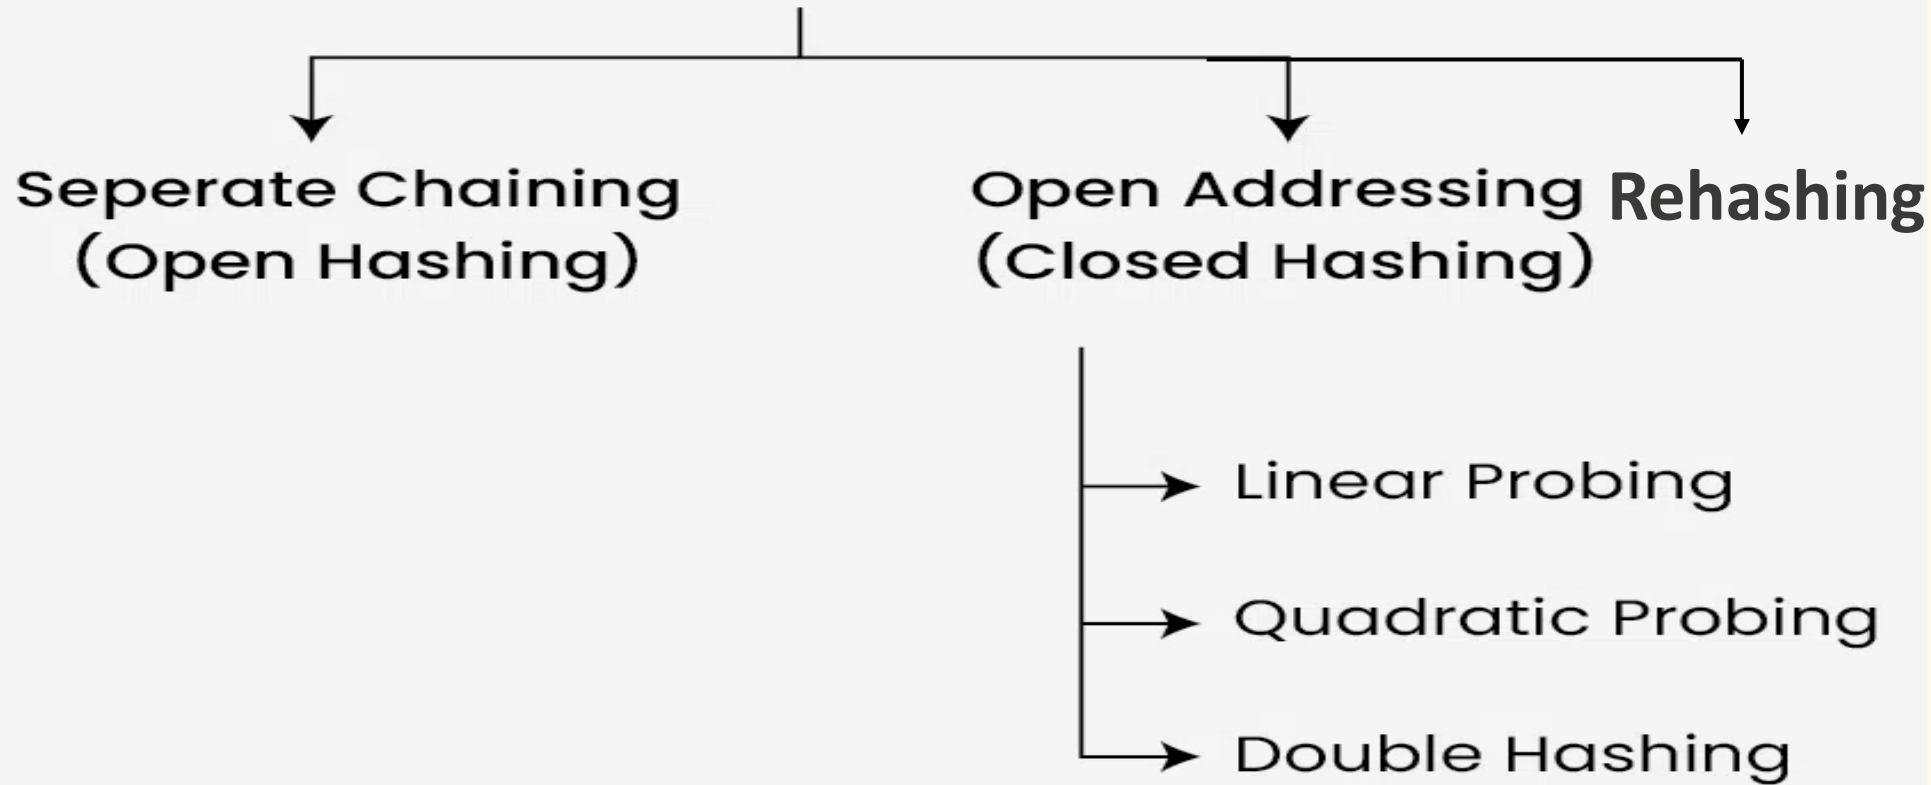 Seperate Chaining
(Open Hashing)
Open Addressing
(Closed Hashing)
Rehashing
Linear Probing
Quadratic Probing
Double Hashing